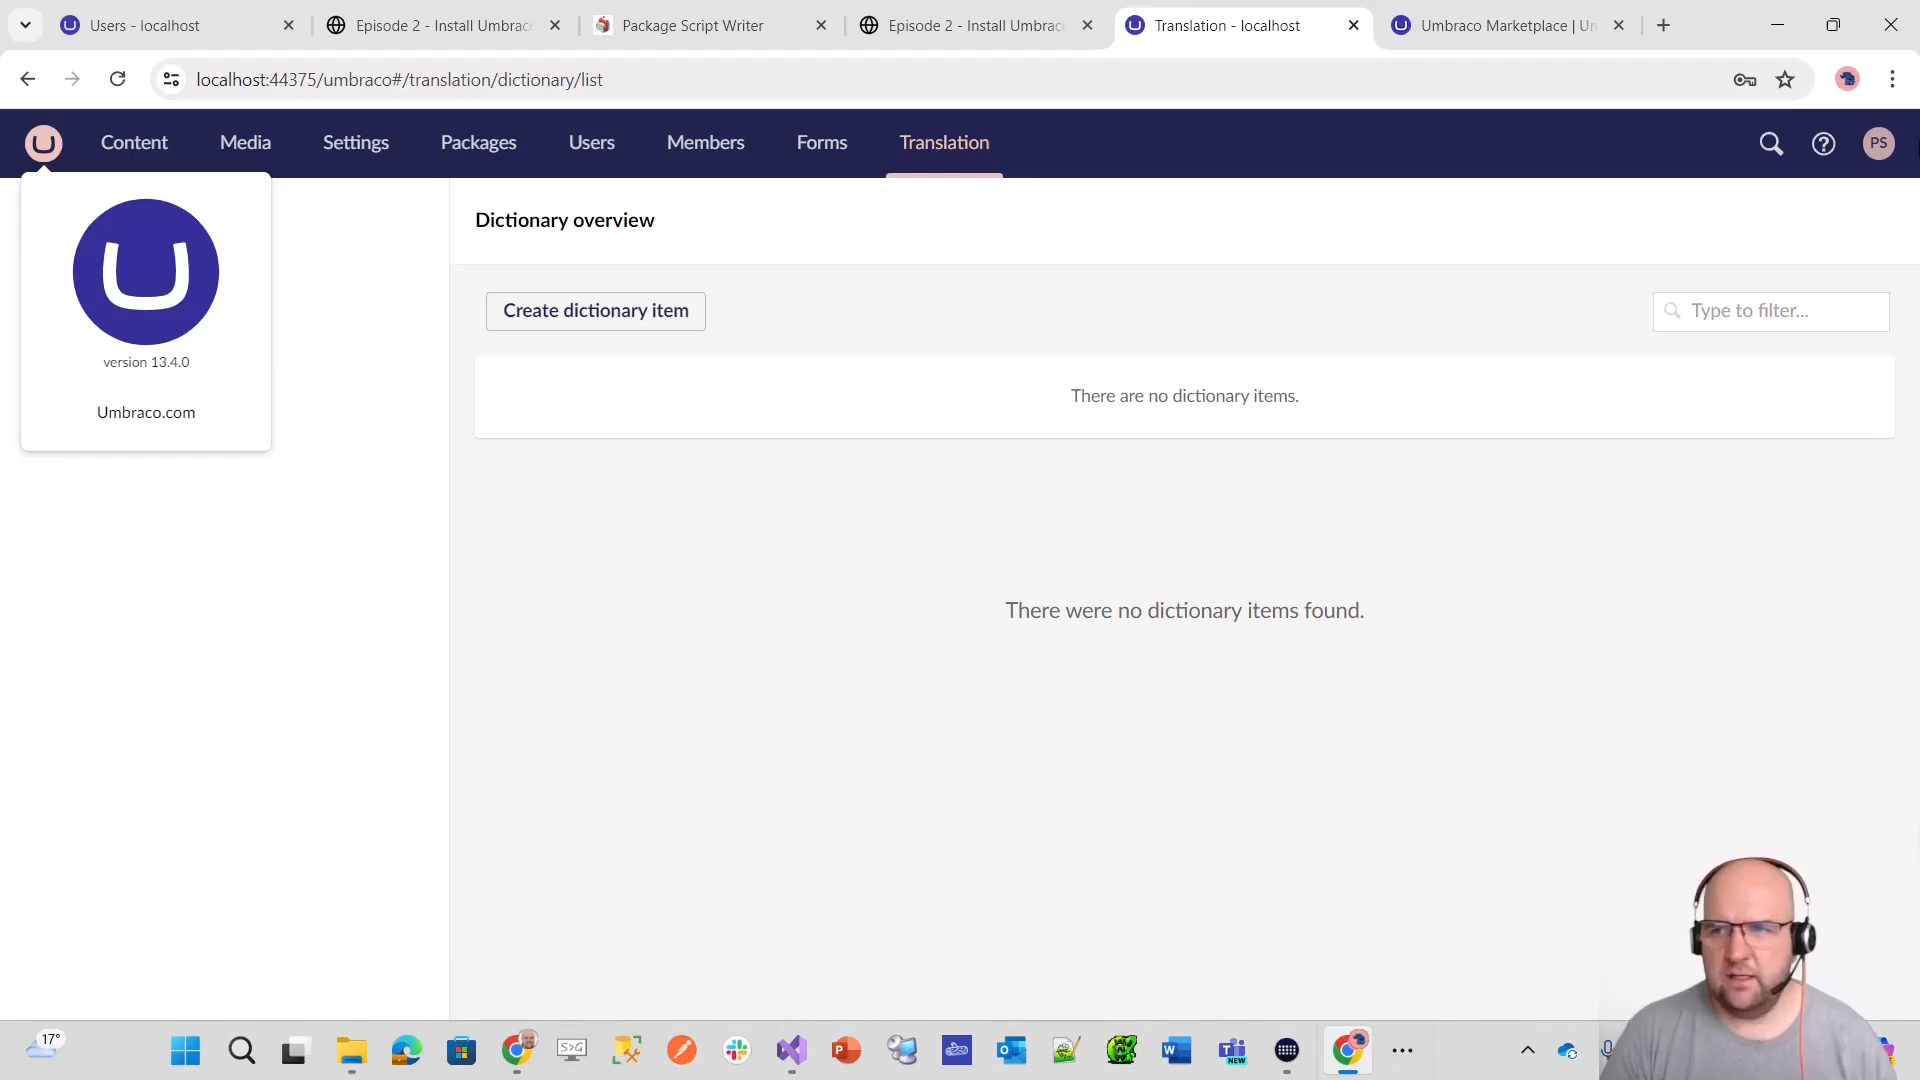 Users - localhost
Episode 2 - Install Umbraco
Package Script Writer
Episode 2 - Install Umbraco
Translation - localhost
Umbraco Marketplace | Un
localhost:44375/umbraco#/translation/dictionary/list
Content
Media
Settings
Packages
Users
Members
Forms
Translation
PS
version 13.4.0
Umbraco.com
Dictionary overview
Create dictionary item
Type to filter...
There are no dictionary items.
There were no dictionary items found.
17°
S>G
NEW